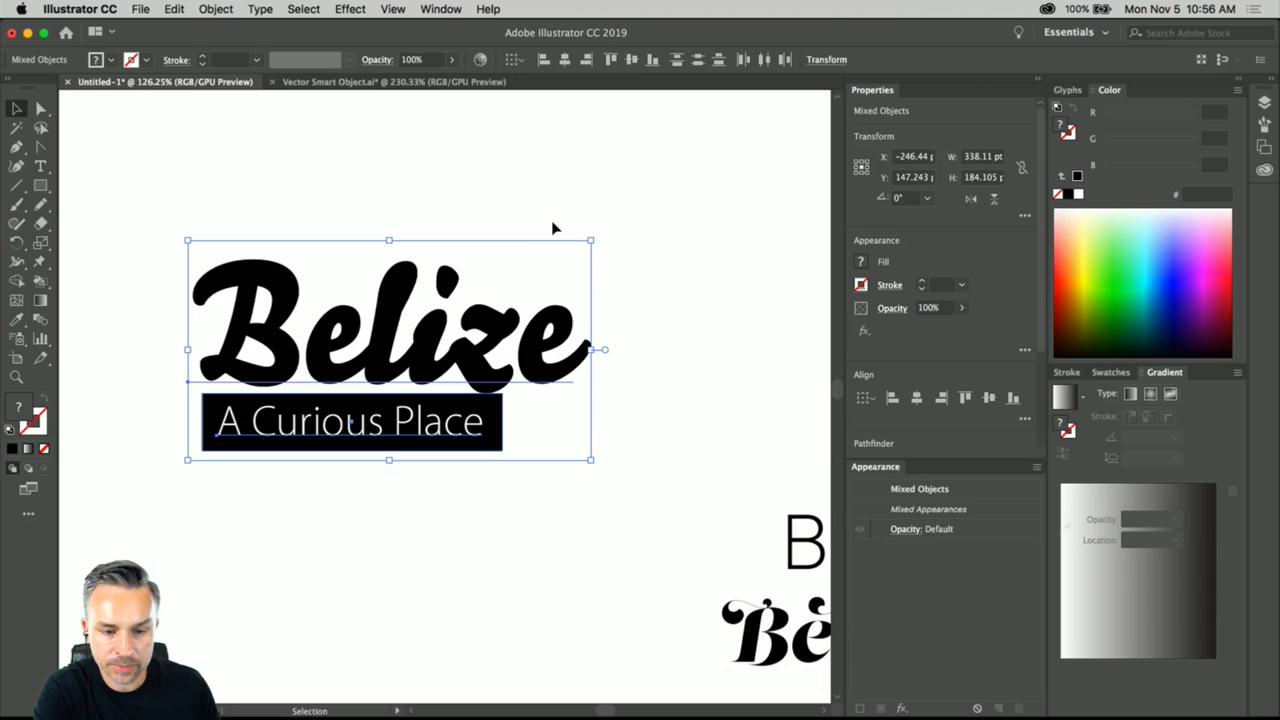 Illustrator CC File Edit Object Type Select Effect View Window Help 100% Mon Nov 5 10:56 AM
Adobe Illustrator CC 2019 Essentials Search Adobe Stock
Mixed Objects ? Stroke: Opacity: 100% Transform
× Untitled-1* @ 126.25% (RGB/GPU Preview) × Vector Smart Object.ai* @ 230.33% (RGB/GPU Preview)
Properties
Mixed Objects
Transform
X: -246.44 p W: 338.11 pt
Y: 147.243 p H: 184.105 p
0°
Appearance
? Fill
Stroke
Opacity 100%
fx.
Align
Pathfinder
Appearance
Mixed Objects
Mixed Appearances
Opacity: Default
fx.
Glyphs Color
? R
G
B
#
Stroke Swatches Gradient
Type:
Stroke:
?
Opacity:
Location:
Belize
A Curious Place
B
Be
?
Selection